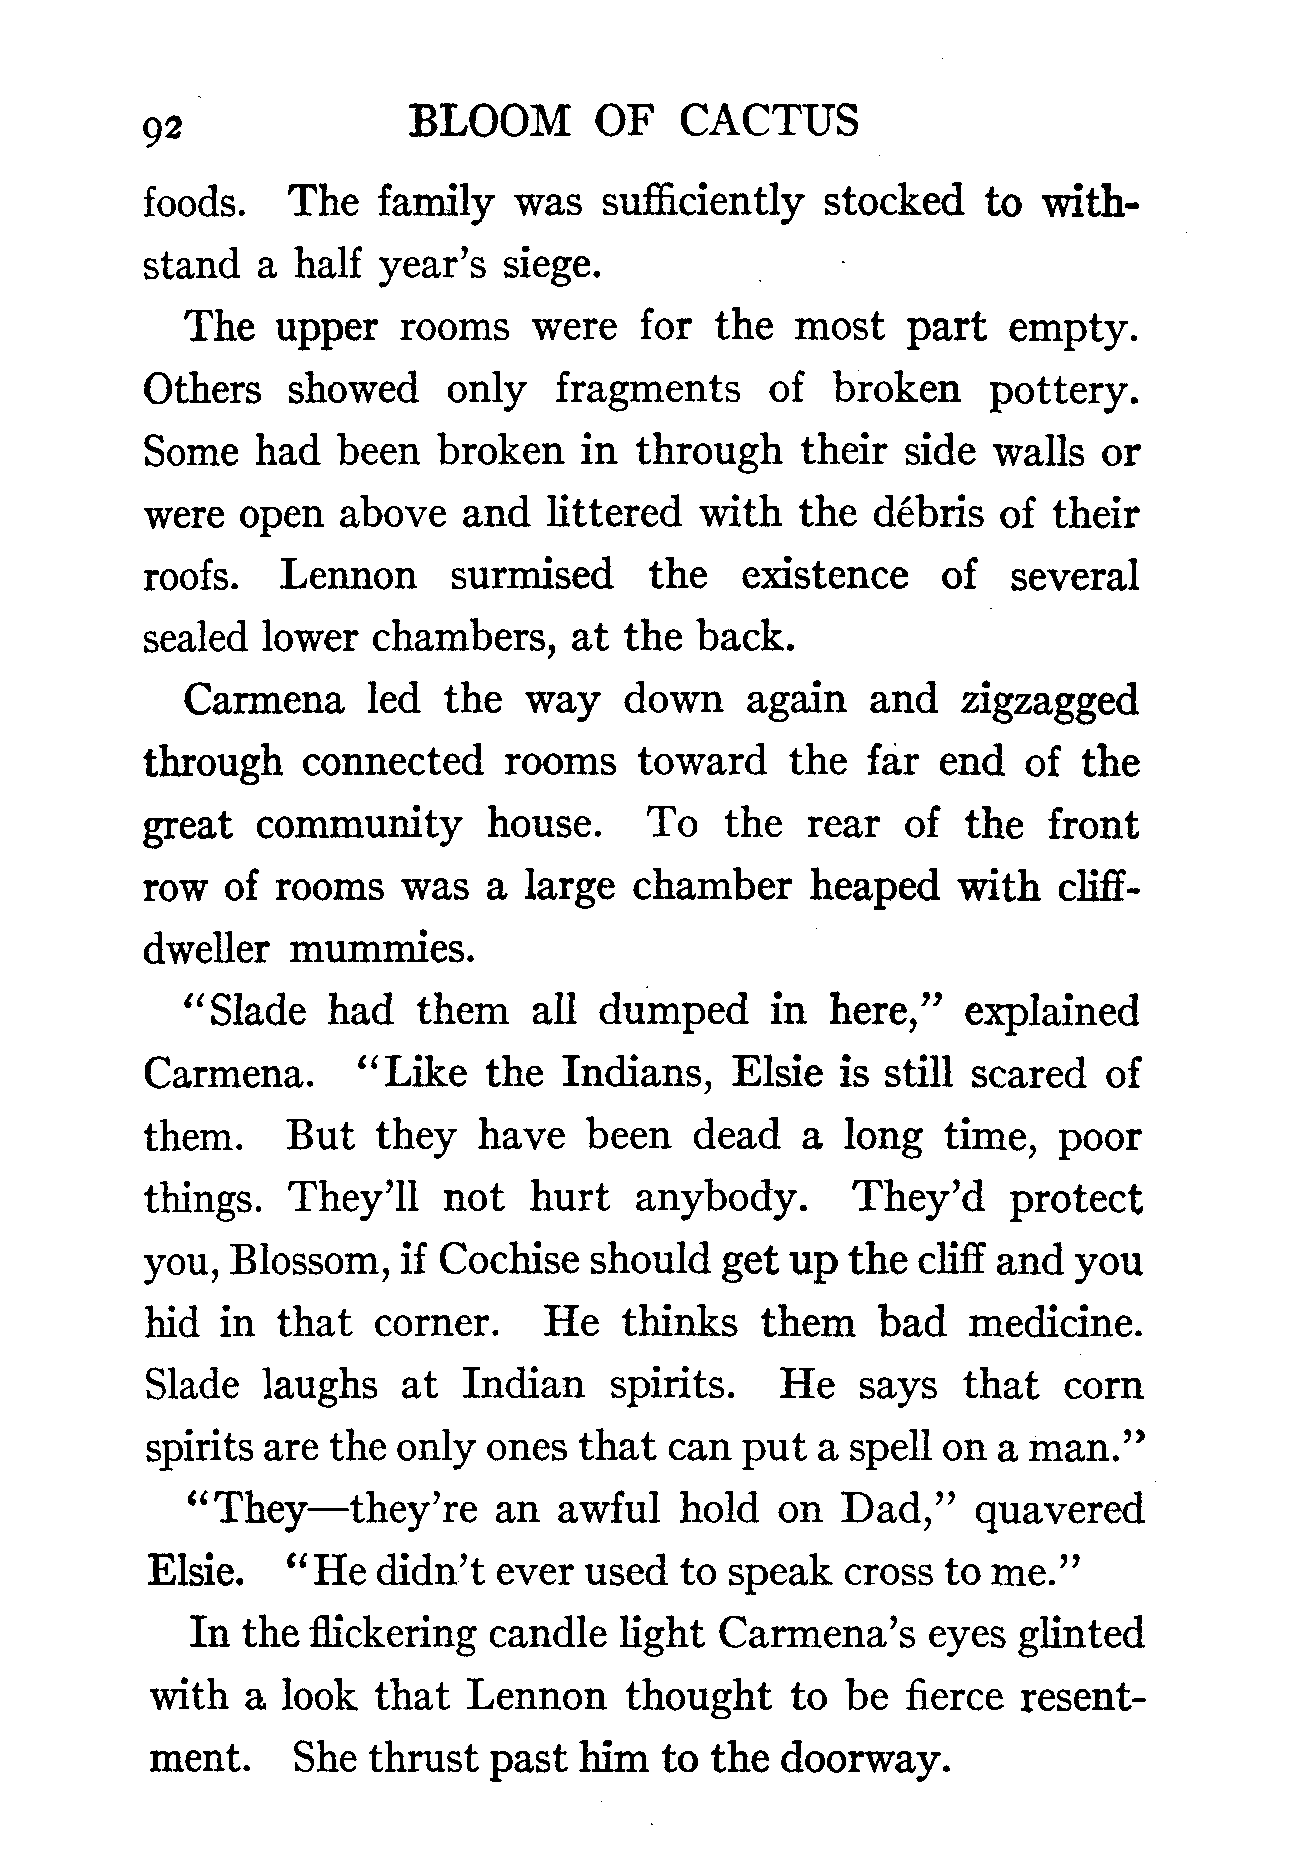 92 BLOOM OF CACTUS
foods. The family was sufficiently stocked to with-
stand a half year's siege.
The upper rooms were for the most part empty.
Others showed only fragments of broken pottery.
Some had been broken in through their side walls or
were open above and littered with the débris of their
roofs. Lennon surmised the existence of several
sealed lower chambers, at the back.
Carmena led the way down again and zigzagged
through connected rooms toward the far end of the
great community house. To the rear of the front
row of rooms was a large chamber heaped with cliff-
dweller mummies.
"Slade had them all dumped in here," explained
Carmena. "Like the Indians, Elsie is still scared of
them. But they have been dead a long time, poor
things. They'll not hurt anybody. They'd protect
you, Blossom, if Cochise should get up the cliff and you
hid in that corner. He thinks them bad medicine.
Slade laughs at Indian spirits. He says that corn
spirits are the only ones that can put a spell on a man."
"They—they're an awful hold on Dad," quavered
Elsie. "He didn't ever used to speak cross to me."
In the flickering candle light Carmena's eyes glinted
with a look that Lennon thought to be fierce resent-
ment. She thrust past him to the doorway.